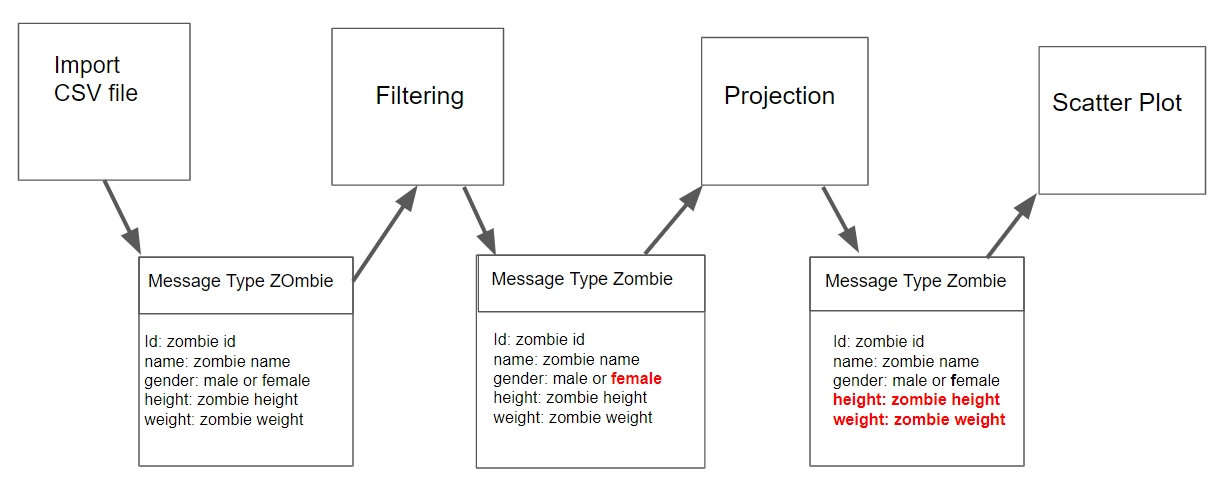 Import
CSV file
Filtering
Projection
Scatter Plot
Message Type ZOmbie
Id: zombie id
name: zombie name
gender: male or female
height: zombie height
weight: zombie weight
Message Type Zombie
Id: zombie id
name: zombie name
gender: male or female
height: zombie height
weight: zombie weight
Message Type Zombie
Id: zombie id
name: zombie name
gender: male or female
height: zombie height
weight: zombie weight